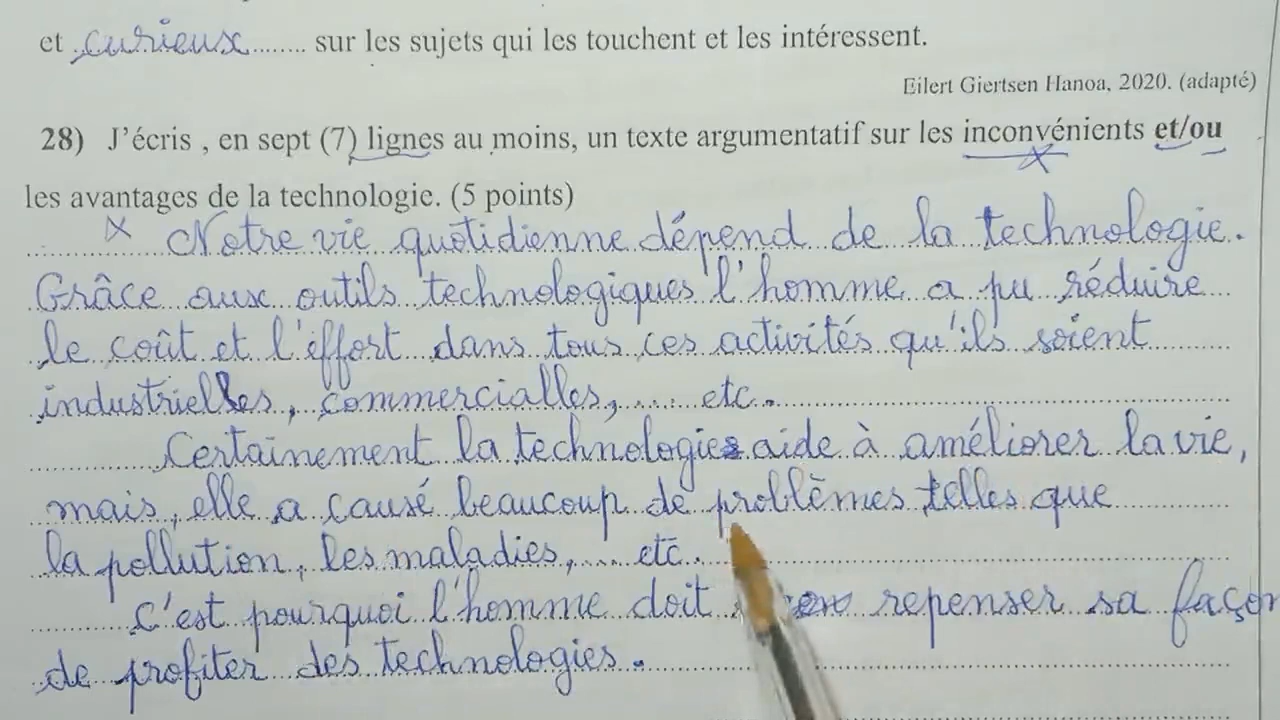 et curieux........ sur les sujets qui les touchent et les intéressent.
Eilert Giertsen Hanoa, 2020. (adapté)
28) J'écris , en sept (7) lignes au moins, un texte argumentatif sur les inconvénients et/ou
les avantages de la technologie. (5 points)
x Notre vie quotidienne dépend de la technologie.
Grâce aux outils technologiques l'homme a pu réduire
le coût et l'effort dans tous ces activités qu'ils soient
industrielles, commercialles,.... etc.
Certainement la technologie aide à améliorer la vie,
mais, elle a causé beaucoup de problèmes telles que
la pollution, les maladies,.... etc.
C'est pourquoi l'homme doit repenser sa façon
de profiter des technologies.